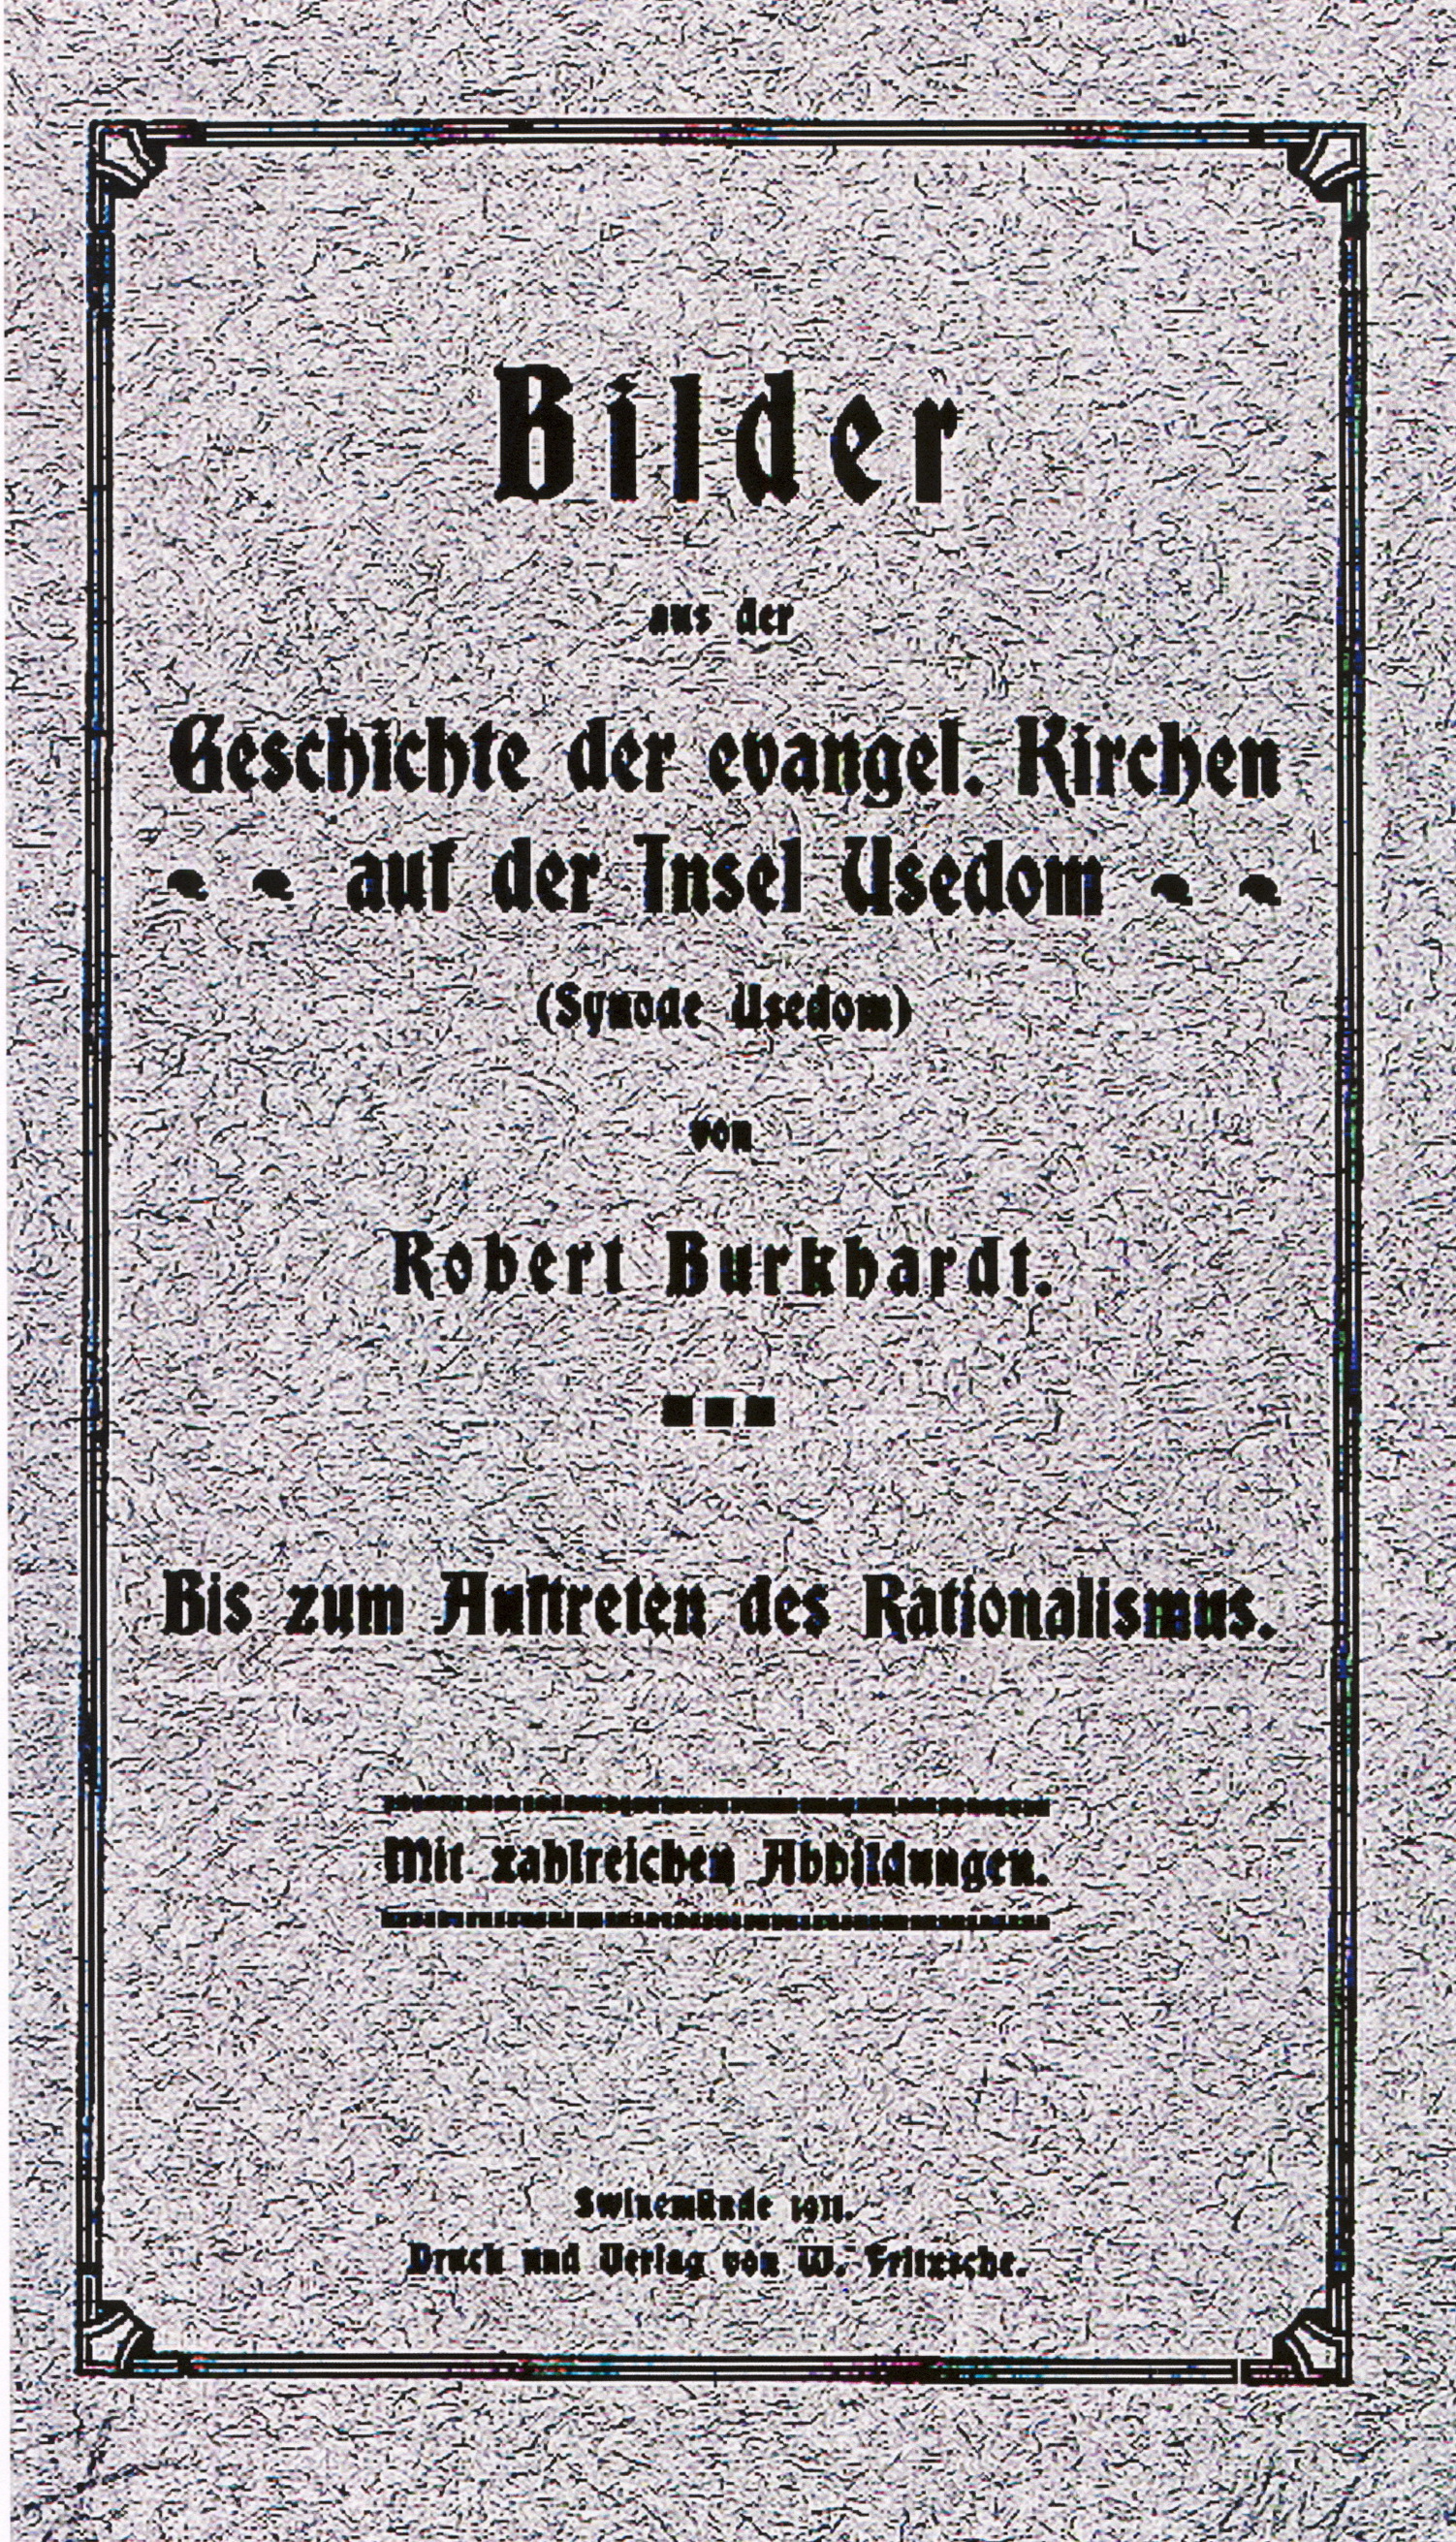 Bilder
aus der
Geschichte der evangel. Kirchen
auf der Insel Usedom
(Synode Usedom)
von
Robert Burkhardt.
Bis zum Auftreten des Rationalismus.
Mit zahlreichen Abbildungen.
Swinemünde 1911.
Druck und Verlag von W. Fritzsche.